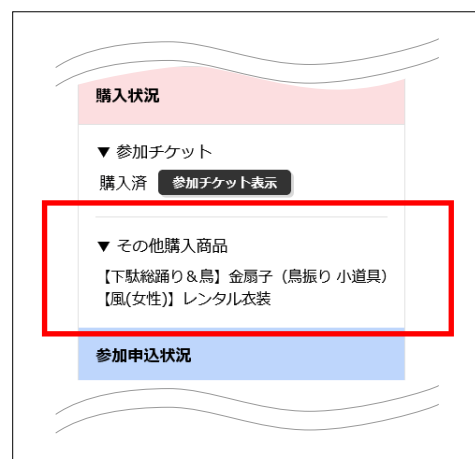 購入状況
▼ 参加チケット
購入済 参加チケット表示
▼ その他購入商品
【下駄総踊り&鳥】金扇子（鳥振り 小道具）
【風(女性)】レンタル衣装
参加申込状況